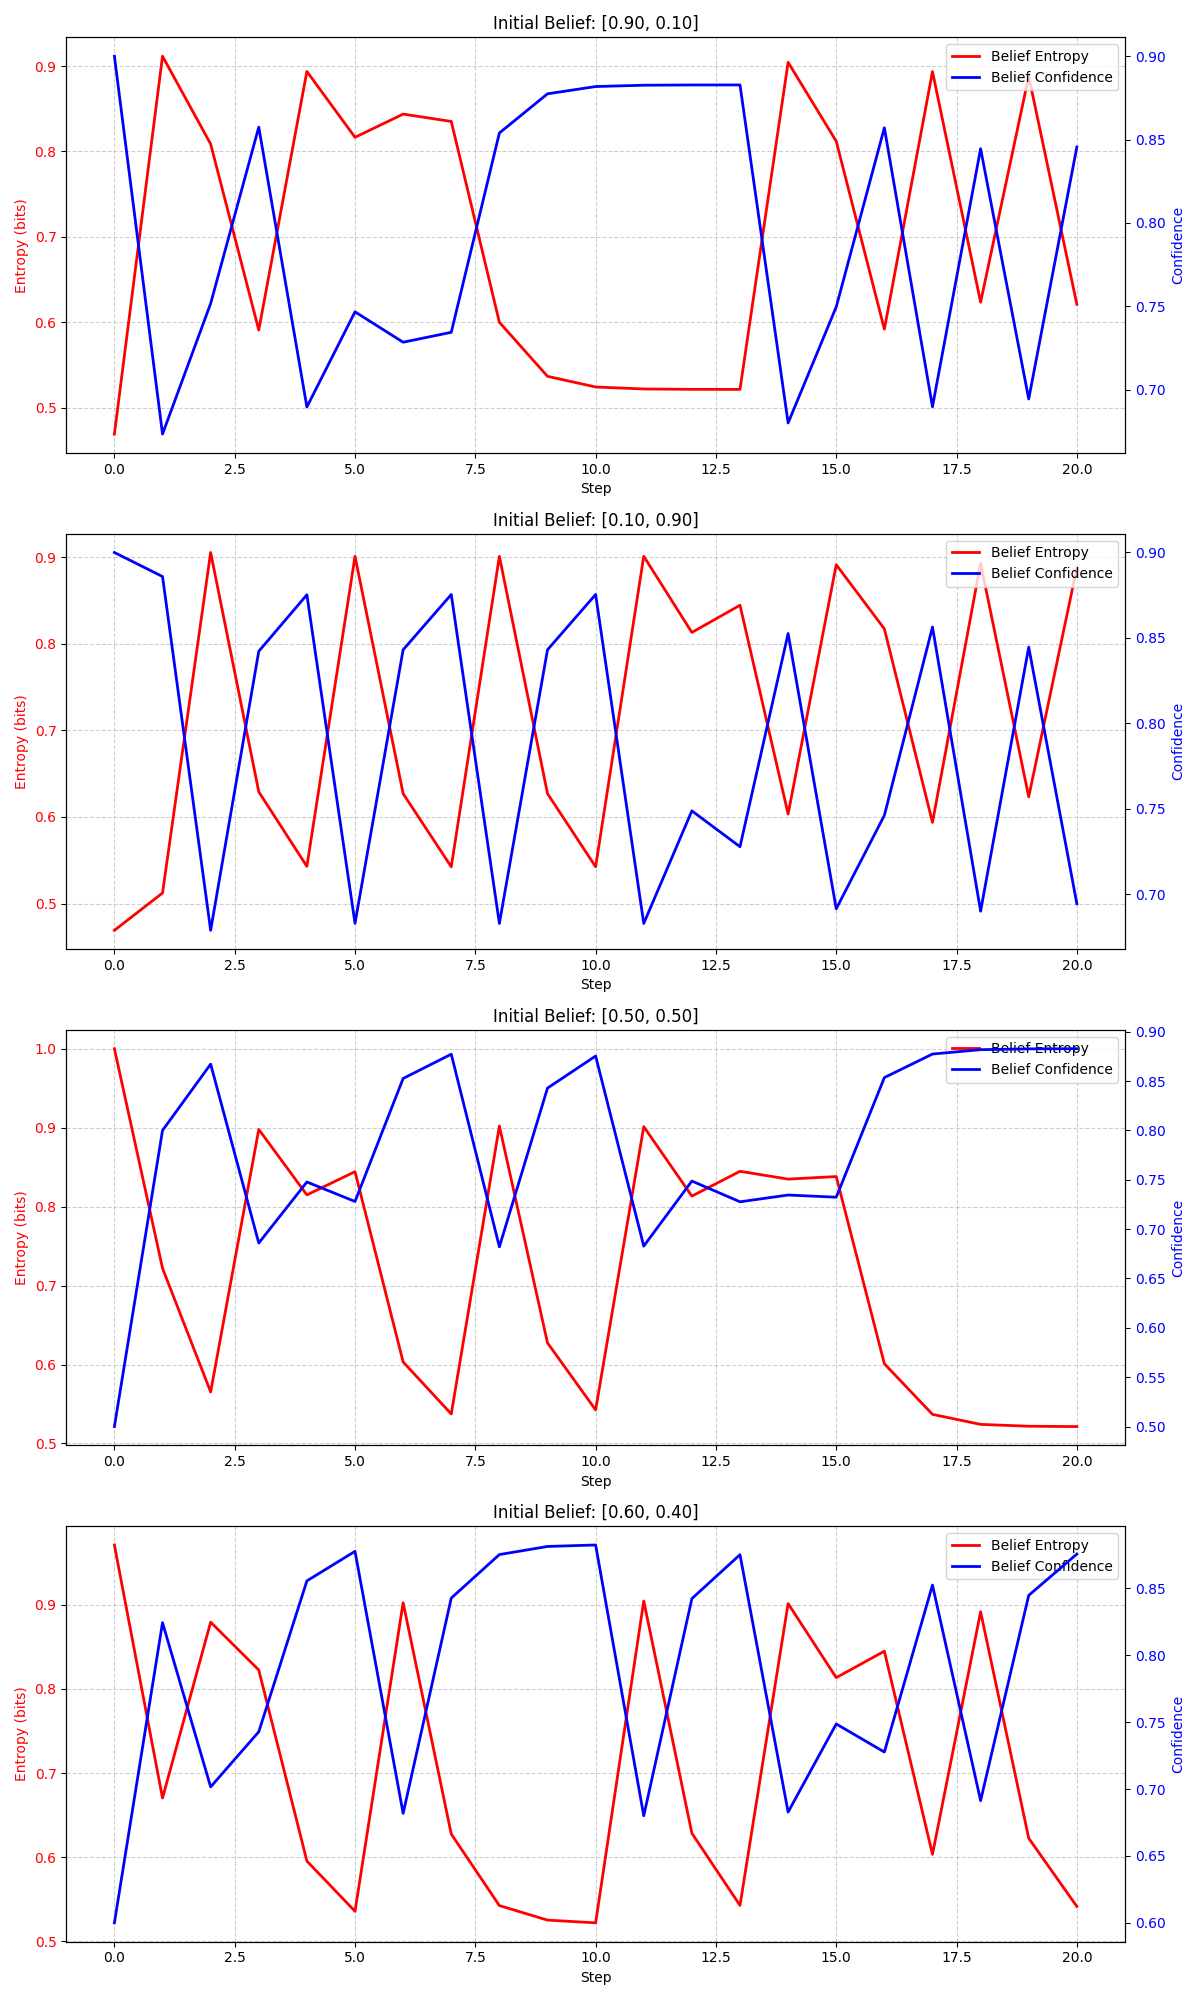 Initial Belief: [0.90, 0.10]
Belief Entropy
Belief Confidence
Entropy (bits)
0.9
0.8
0.7
0.6
0.5
Confidence
0.90
0.85
0.80
0.75
0.70
0.0 2.5 5.0 7.5 10.0 12.5 15.0 17.5 20.0
Step
Initial Belief: [0.10, 0.90]
Belief Entropy
Belief Confidence
Entropy (bits)
0.9
0.8
0.7
0.6
0.5
Confidence
0.90
0.85
0.80
0.75
0.70
0.0 2.5 5.0 7.5 10.0 12.5 15.0 17.5 20.0
Step
Initial Belief: [0.50, 0.50]
Belief Entropy
Belief Confidence
Entropy (bits)
1.0
0.9
0.8
0.7
0.6
0.5
Confidence
0.90
0.85
0.80
0.75
0.70
0.65
0.60
0.55
0.50
0.0 2.5 5.0 7.5 10.0 12.5 15.0 17.5 20.0
Step
Initial Belief: [0.60, 0.40]
Belief Entropy
Belief Confidence
Entropy (bits)
0.9
0.8
0.7
0.6
0.5
Confidence
0.85
0.80
0.75
0.70
0.65
0.60
0.0 2.5 5.0 7.5 10.0 12.5 15.0 17.5 20.0
Step